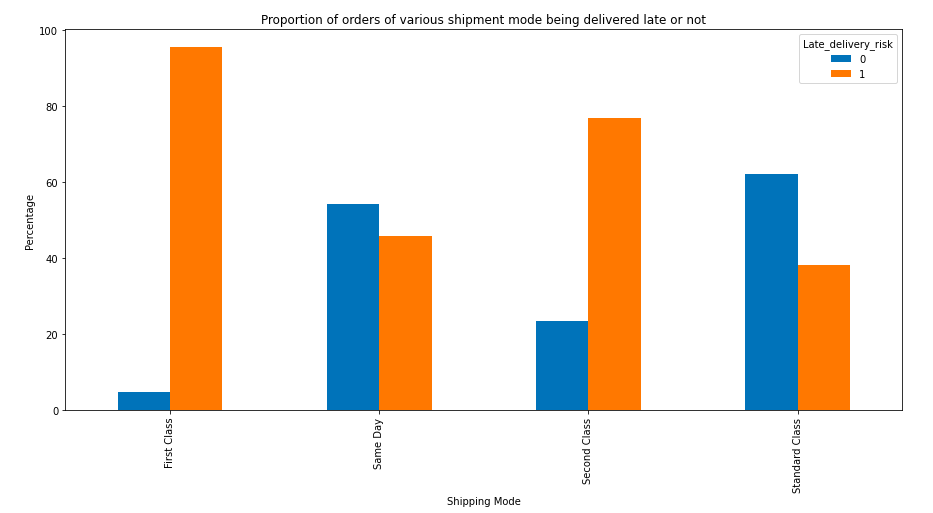 Proportion of orders of various shipment mode being delivered late or not
Late_delivery_risk
0
1
100
80
60
40
20
0
Percentage
First Class
Same Day
Second Class
Standard Class
Shipping Mode